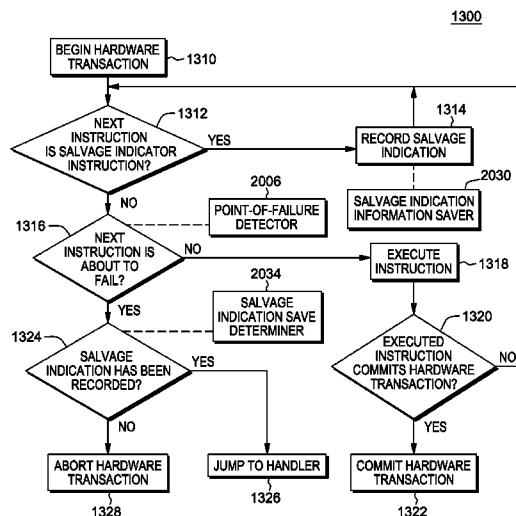 1300
BEGIN HARDWARE
TRANSACTION
1310
NEXT
INSTRUCTION
IS SALVAGE INDICATOR
INSTRUCTION?
1312
YES
NO
RECORD SALVAGE
INDICATION
1314
SALVAGE INDICATION
INFORMATION SAVER
2030
2006
POINT-OF-FAILURE
DETECTOR
1316
NEXT
INSTRUCTION IS
ABOUT TO
FAIL?
NO
YES
EXECUTE
INSTRUCTION
1318
2034
SALVAGE
INDICATION SAVE
DETERMINER
1324
SALVAGE
INDICATION HAS BEEN
RECORDED?
YES
NO
1320
EXECUTED
INSTRUCTION
COMMITS HARDWARE
TRANSACTION?
NO
YES
ABORT HARDWARE
TRANSACTION
1328
JUMP TO HANDLER
1326
COMMIT HARDWARE
TRANSACTION
1322